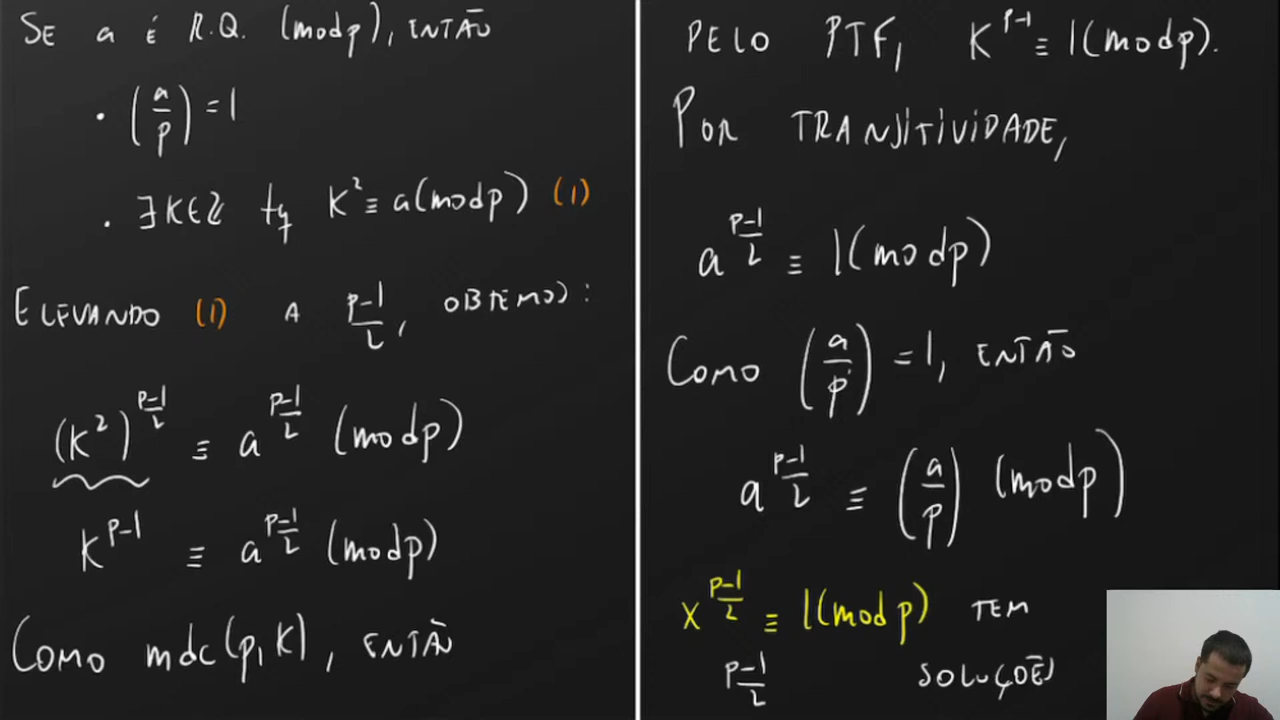 SE a É R.Q. (mod p), ENTÃO
• (a/p) = 1
• ∃ K ∈ ℤ tq K² ≡ a (mod p) (1)
ELEVANDO (1) A (p-1)/2, OBTEMOS:
(K²)^((p-1)/2) ≡ a^((p-1)/2) (mod p)
K^(p-1) ≡ a^((p-1)/2) (mod p)
COMO mdc(p, K), ENTÃO
PELO PTF, K^(p-1) ≡ 1 (mod p).
POR TRANSITIVIDADE,
a^((p-1)/2) ≡ 1 (mod p)
COMO (a/p) = 1, ENTÃO
a^((p-1)/2) ≡ (a/p) (mod p)
X^((p-1)/2) ≡ 1 (mod p) TEM
(p-1)/2 SOLUÇÕES